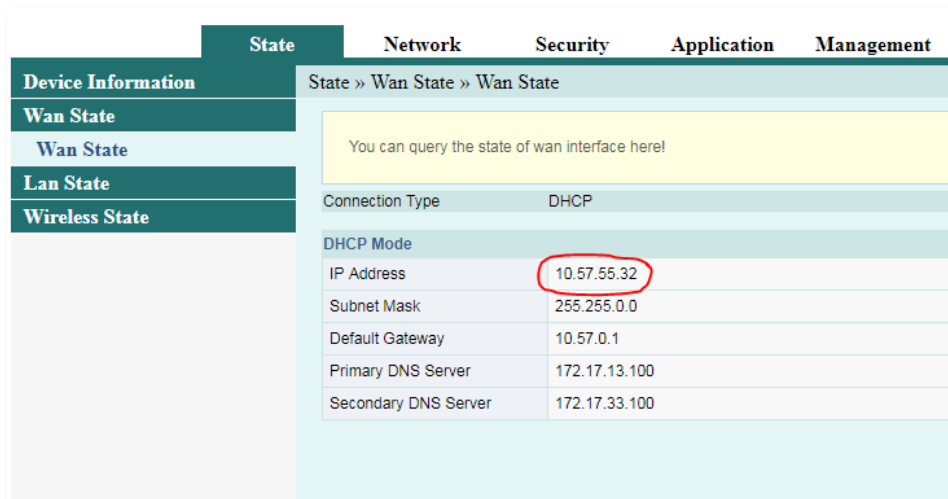 State Network Security Application Management
Device Information
State » Wan State » Wan State
Wan State
Wan State
Lan State
Wireless State
You can query the state of wan interface here!
Connection Type DHCP
DHCP Mode
IP Address 10.57.55.32
Subnet Mask 255.255.0.0
Default Gateway 10.57.0.1
Primary DNS Server 172.17.13.100
Secondary DNS Server 172.17.33.100